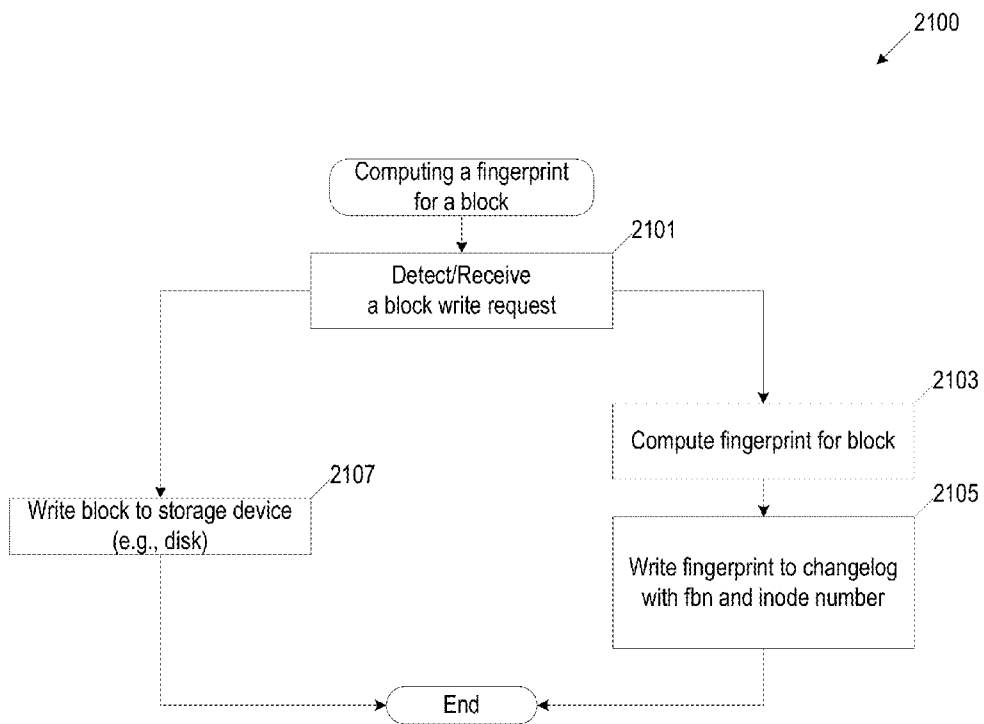 2100
Computing a fingerprint
for a block
2101
Detect/Receive
a block write request
2103
Compute fingerprint for block
2107
Write block to storage device
(e.g., disk)
2105
Write fingerprint to changelog
with fbn and inode number
End